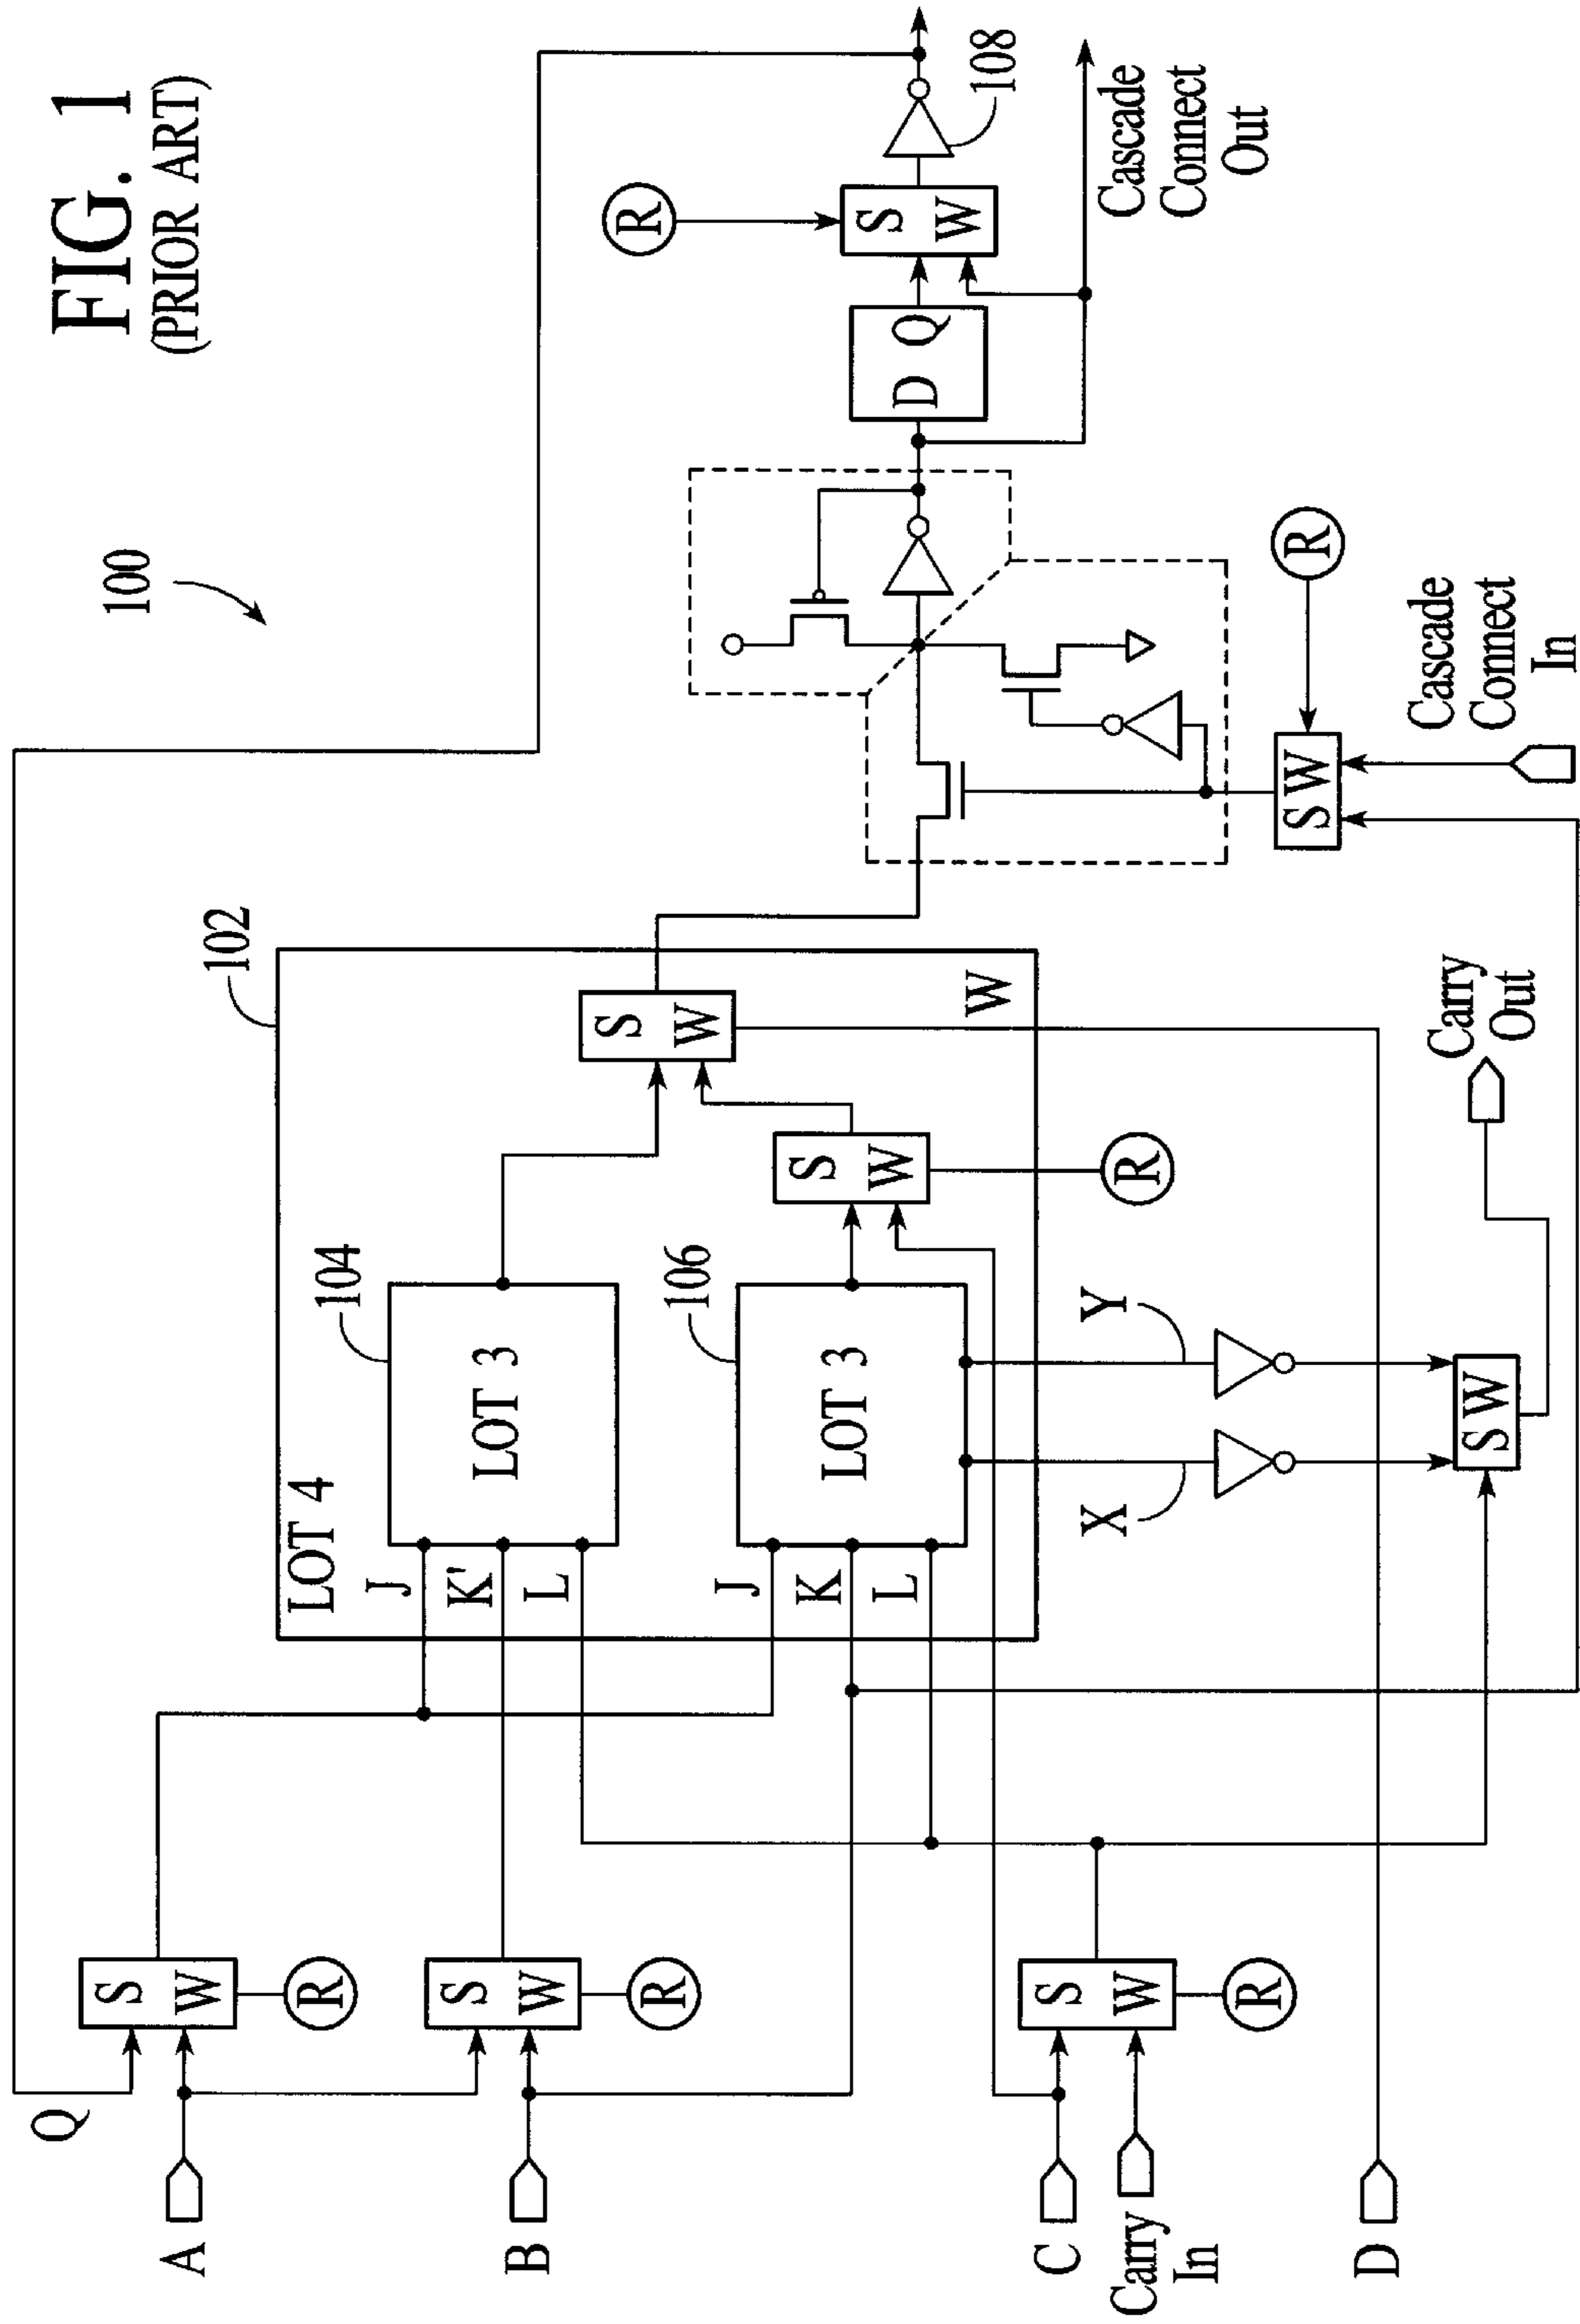 FIG. 1
(PRIOR ART)
100
Q
A
S W
R
B
S W
R
C
Carry
In
S W
R
D
LOT 4
102
J
K'
L
LOT 3
104
J
K
L
LOT 3
106
S W
R
S W
W
X
Y
S W
Carry
Out
S W
R
Cascade
Connect
In
D Q
R
S W
108
Cascade
Connect
Out